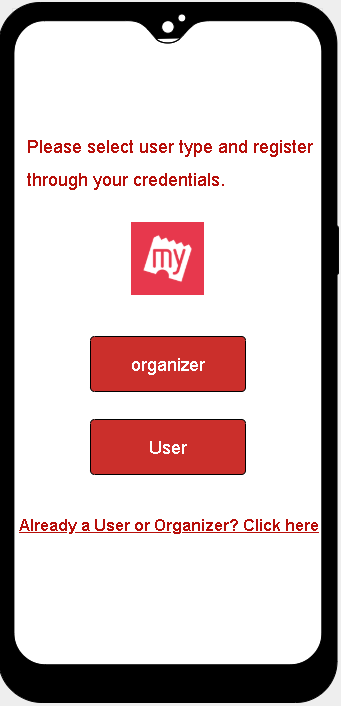 Please select user type and register
through your credentials.
my
organizer
User
Already a User or Organizer? Click here